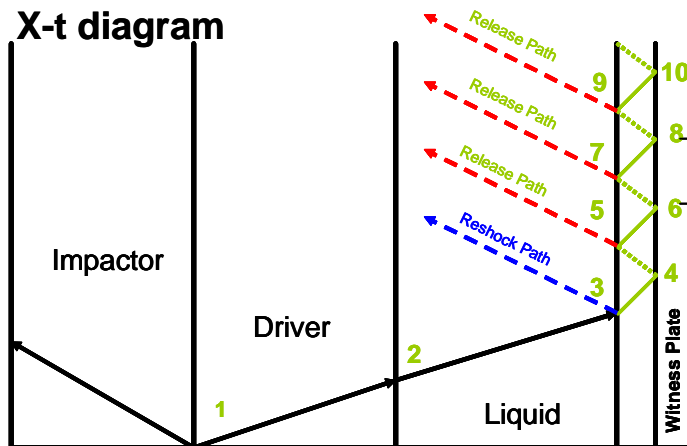 X-t diagram
Release Path
10
9
Release Path
8
7
Release Path
6
5
Reshock Path
Impactor
4
3
Driver
2
Witness Plate
1
Liquid